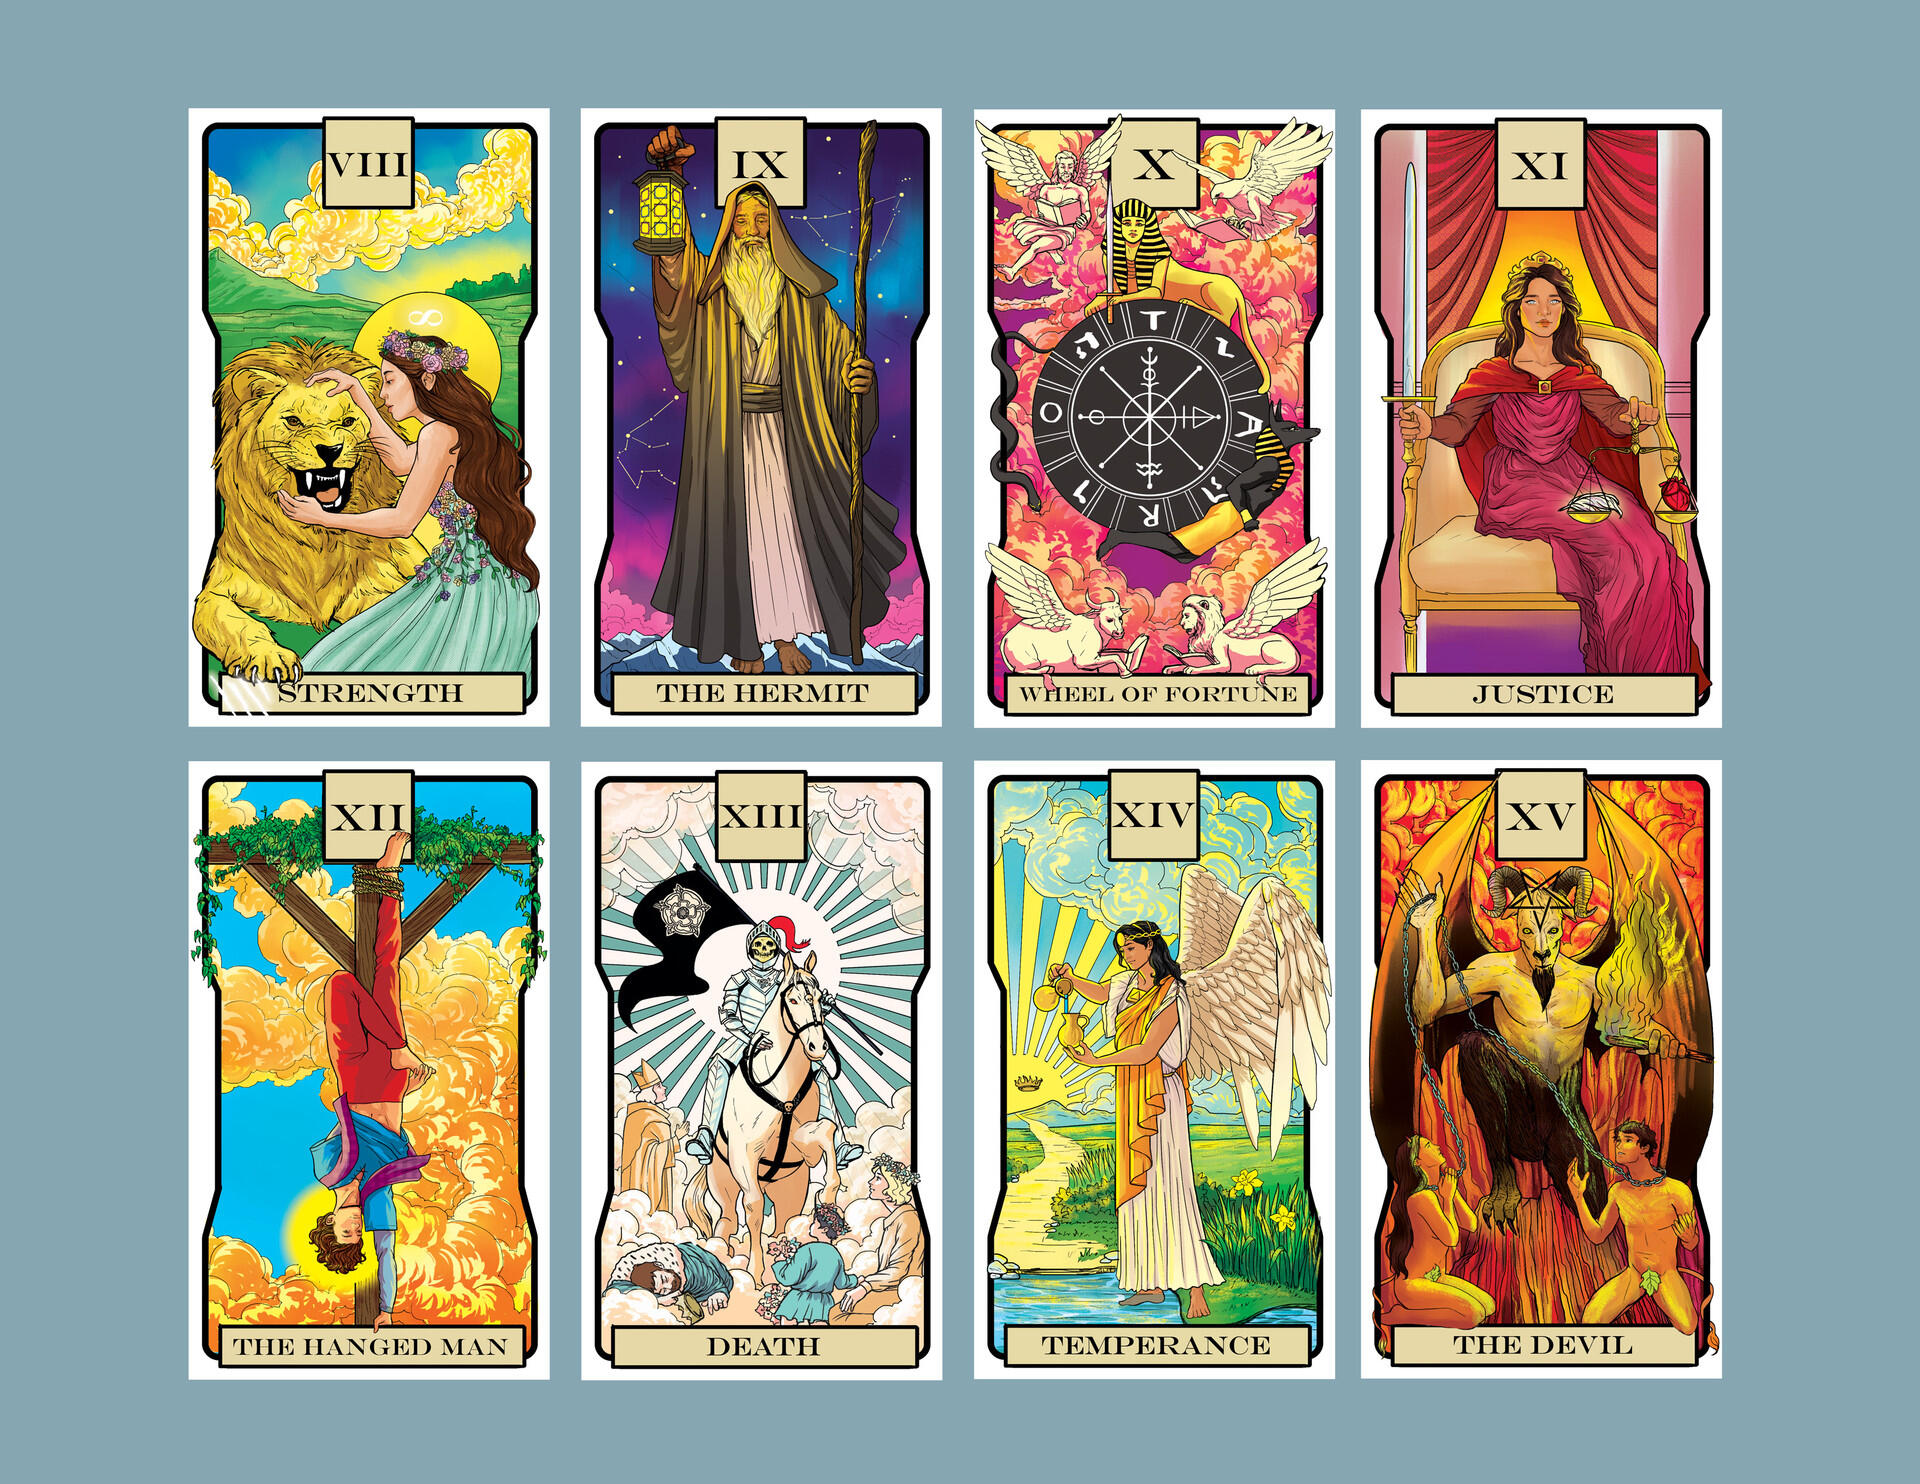 VIII
IX
X
XI
STRENGTH
THE HERMIT
T
A
R
O
WHEEL OF FORTUNE
JUSTICE
XII
XIII
XIV
XV
THE HANGED MAN
DEATH
TEMPERANCE
THE DEVIL